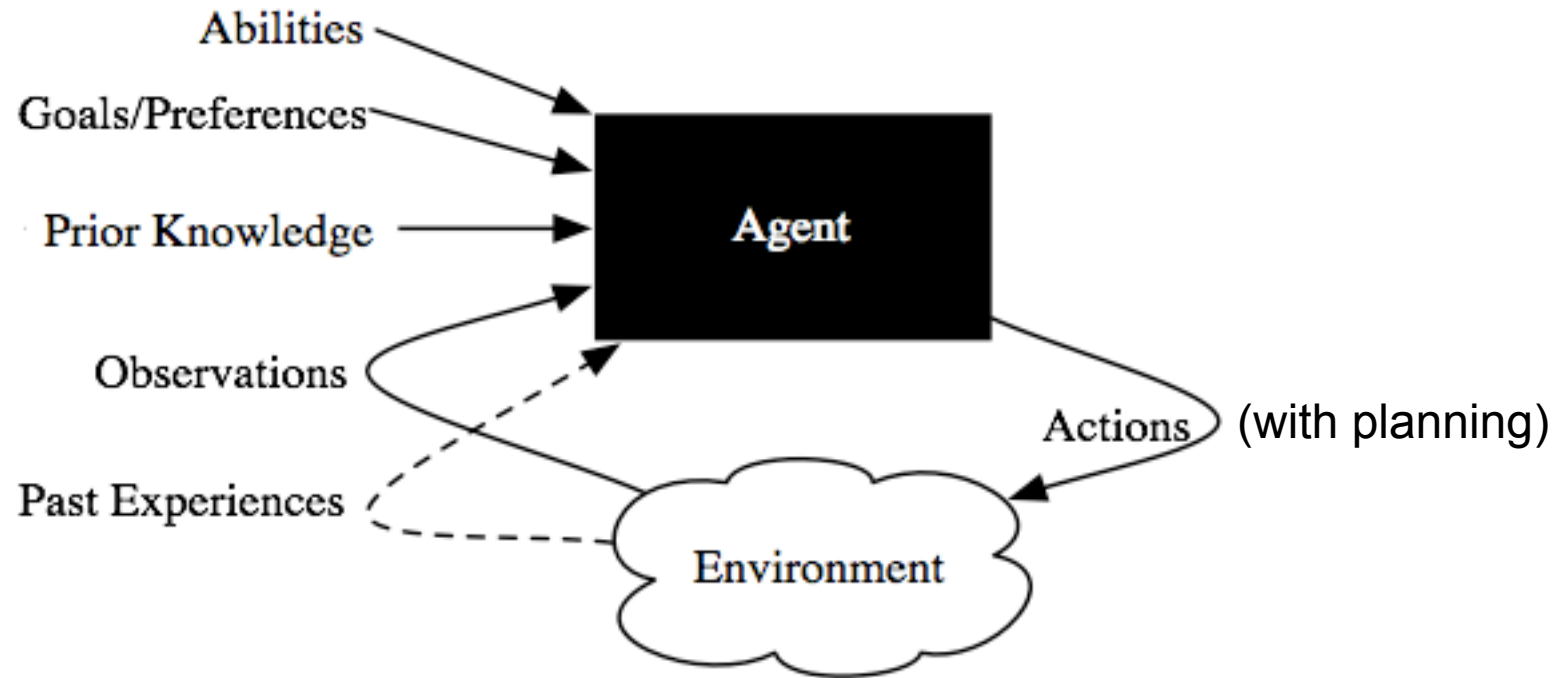 Abilities
Goals/Preferences
Prior Knowledge
Agent
Observations
Actions (with planning)
Past Experiences
Environment